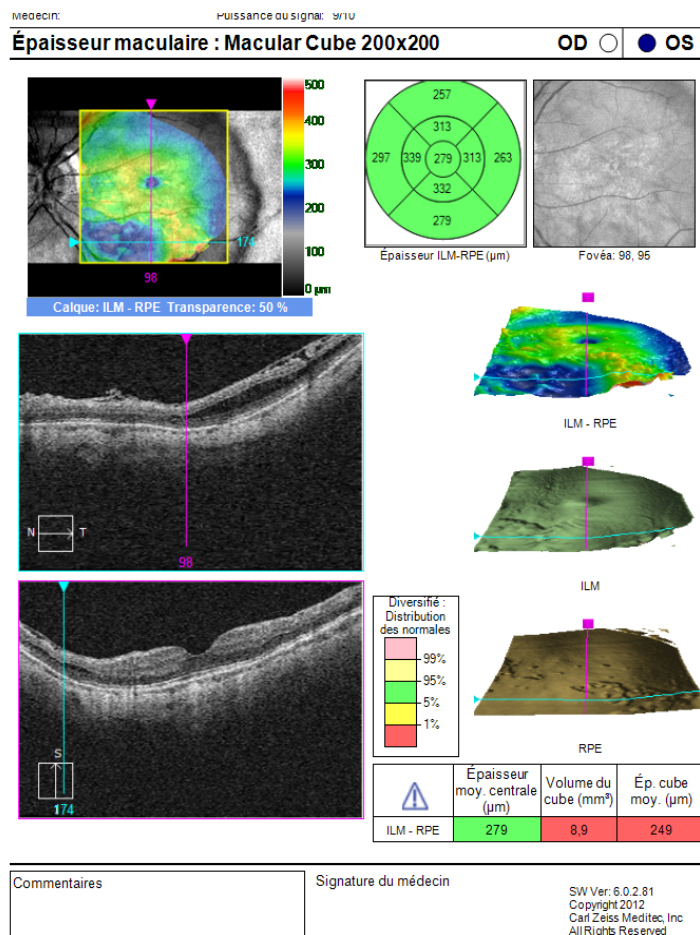 Médecin: Puissance du signal: 9/10
Épaisseur maculaire : Macular Cube 200x200 OD OS
500
400
300
200
100
0 µm
174
98
Calque: ILM - RPE Transparence: 50 %
257
313
297 339 279 313 263
332
279
Épaisseur ILM-RPE (µm)
Fovéa: 98, 95
ILM - RPE
N T
98
ILM
Diversifié :
Distribution
des normales
99%
95%
5%
1%
RPE
S
174
Épaisseur moy. centrale (µm)
Volume du cube (mm³)
Ép. cube moy. (µm)
ILM - RPE 279 8,9 249
Commentaires
Signature du médecin
SW Ver: 6.0.2.81
Copyright 2012
Carl Zeiss Meditec, Inc
All Rights Reserved